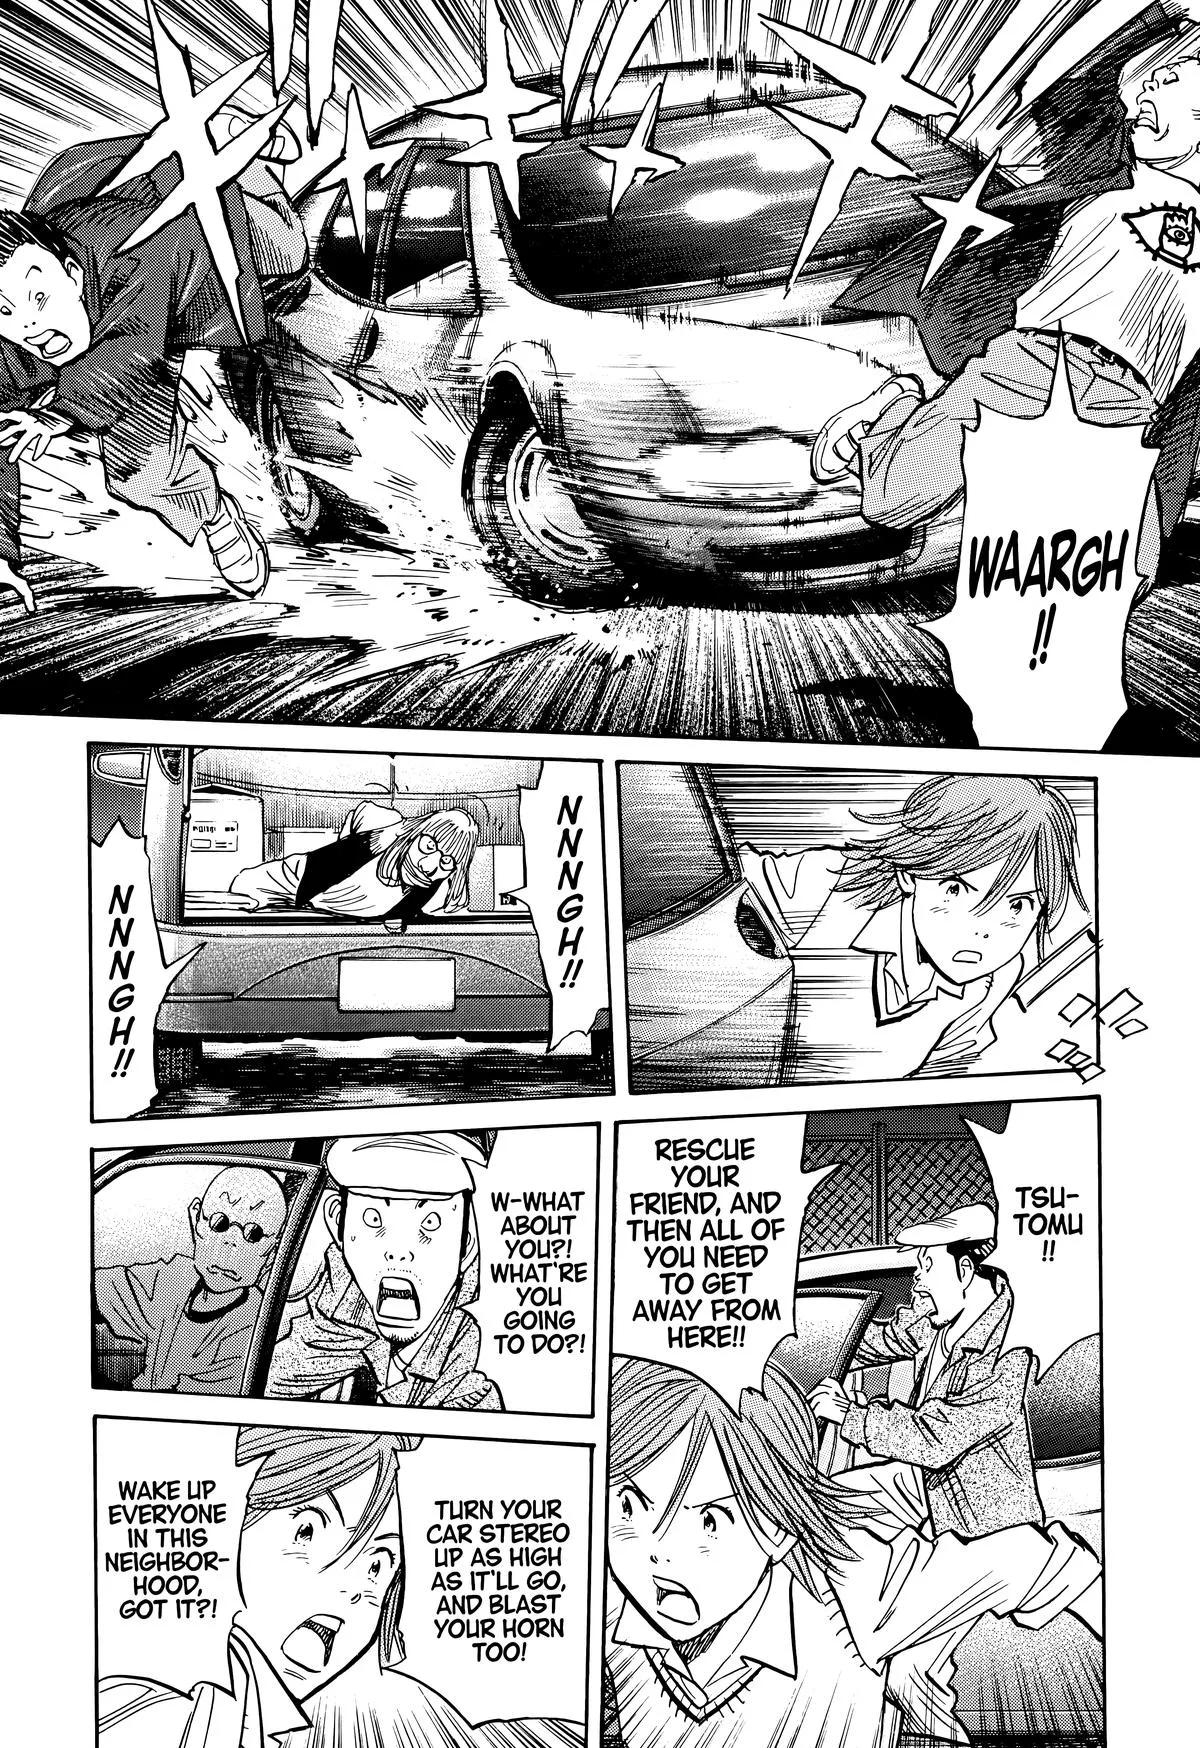 WAARGH
!!
NNNGH!!
NNNGH!!
TSU-
TOMU
!!
RESCUE
YOUR
FRIEND, AND
THEN ALL OF
YOU NEED
TO GET
AWAY FROM
HERE!!
W-WHAT
ABOUT
YOU?!
WHAT'RE
YOU
GOING
TO DO?!
TURN YOUR
CAR STEREO
UP AS HIGH
AS IT'LL GO,
AND BLAST
YOUR HORN
TOO!
WAKE UP
EVERYONE
IN THIS
NEIGHBOR-
HOOD,
GOT IT?!